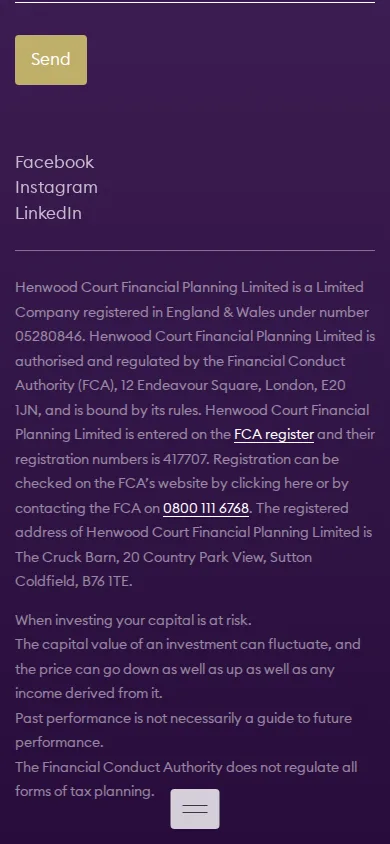 Send
Facebook
Instagram
LinkedIn
Henwood Court Financial Planning Limited is a Limited
Company registered in England & Wales under number
05280846. Henwood Court Financial Planning Limited is
authorised and regulated by the Financial Conduct
Authority (FCA), 12 Endeavour Square, London, E20
1JN, and is bound by its rules. Henwood Court Financial
Planning Limited is entered on the FCA register and their
registration numbers is 417707. Registration can be
checked on the FCA's website by clicking here or by
contacting the FCA on 0800 111 6768. The registered
address of Henwood Court Financial Planning Limited is
The Cruck Barn, 20 Country Park View, Sutton
Coldfield, B76 1TE.
When investing your capital is at risk.
The capital value of an investment can fluctuate, and
the price can go down as well as up as well as any
income derived from it.
Past performance is not necessarily a guide to future
performance.
The Financial Conduct Authority does not regulate all
forms of tax planning.